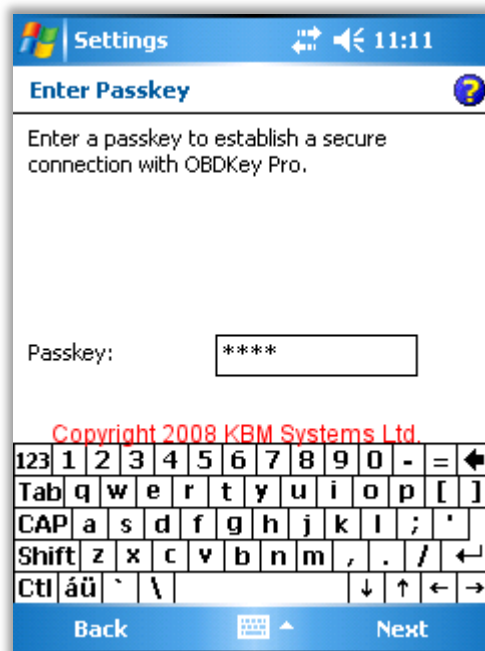 Settings 11:11
Enter Passkey ?
Enter a passkey to establish a secure
connection with OBDKey Pro.
Passkey: ****
Copyright 2008 KBM Systems Ltd.
123 1 2 3 4 5 6 7 8 9 0 - = 
Tab q w e r t y u i o p [ ]
CAP a s d f g h j k l ; '
Shift z x c v b n m , . / ↵
Ctl áü ` \ ↓ ↑ ← →
Back Next